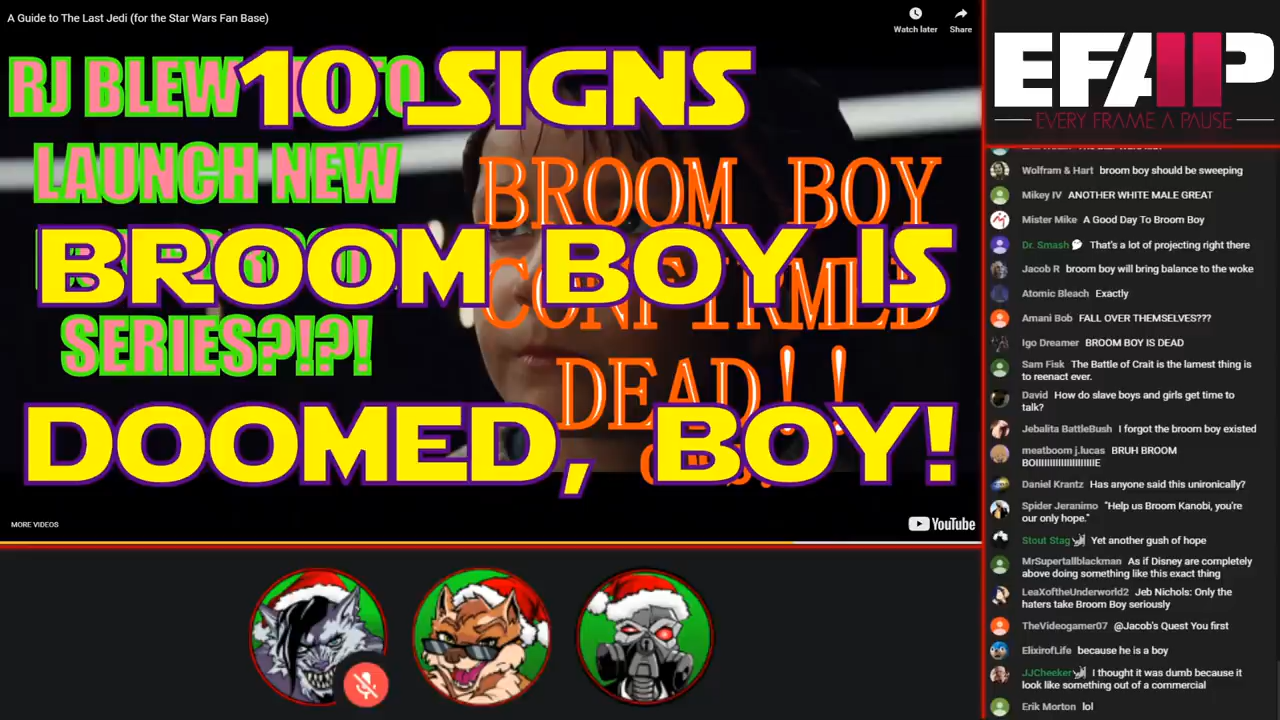 A Guide to The Last Jedi (for the Star Wars Fan Base)
Watch later
Share
10 SIGNS
BROOM BOY IS
DOOMED, BOY!
RJ BLEW
LAUNCH NEW
SERIES?!?!
BROOM BOY
CONFIRMED
DEAD!!
MORE VIDEOS
YouTube
EFAP
EVERY FRAME A PAUSE
Wolfram & Hart broom boy should be sweeping
Mikey IV ANOTHER WHITE MALE GREAT
Mister Mike A Good Day To Broom Boy
Dr. Smash That's a lot of projecting right there
Jacob R broom boy will bring balance to the woke
Atomic Bleach Exactly
Amani Bob FALL OVER THEMSELVES???
Igo Dreamer BROOM BOY IS DEAD
Sam Fisk The Battle of Crait is the lamest thing is
to reenact ever.
David How do slave boys and girls get time to
talk?
Jebalita BattleBush I forgot the broom boy existed
meatboom j.lucas BRUH BROOM
BOIIIIIIIIIIIIIIIIIIIIIIE
Daniel Krantz Has anyone said this unironically?
Spider Jeranimo "Help us Broom Kanobi, you're
our only hope."
Stout Stag Yet another gush of hope
MrSupertallblackman As if Disney are completely
above doing something like this exact thing
LeaXoftheUnderworld2 Jeb Nichols: Only the
haters take Broom Boy seriously
TheVideogamer07 @Jacob's Quest You first
ElixirofLife because he is a boy
JJCheeker I thought it was dumb because it
look like something out of a commercial
Erik Morton lol